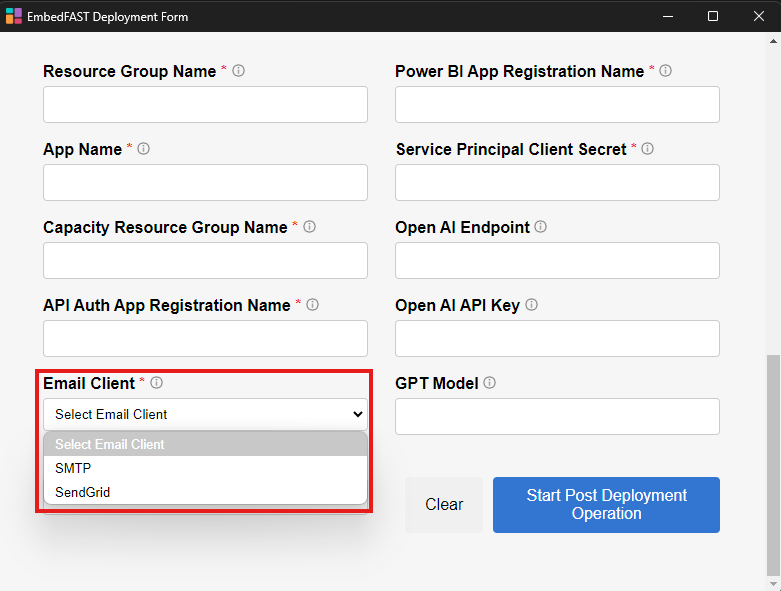 EmbedFAST Deployment Form
Resource Group Name *
Power BI App Registration Name *
App Name *
Service Principal Client Secret *
Capacity Resource Group Name *
Open AI Endpoint
API Auth App Registration Name *
Open AI API Key
Email Client *
GPT Model
Select Email Client
Select Email Client
SMTP
SendGrid
Clear
Start Post Deployment
Operation